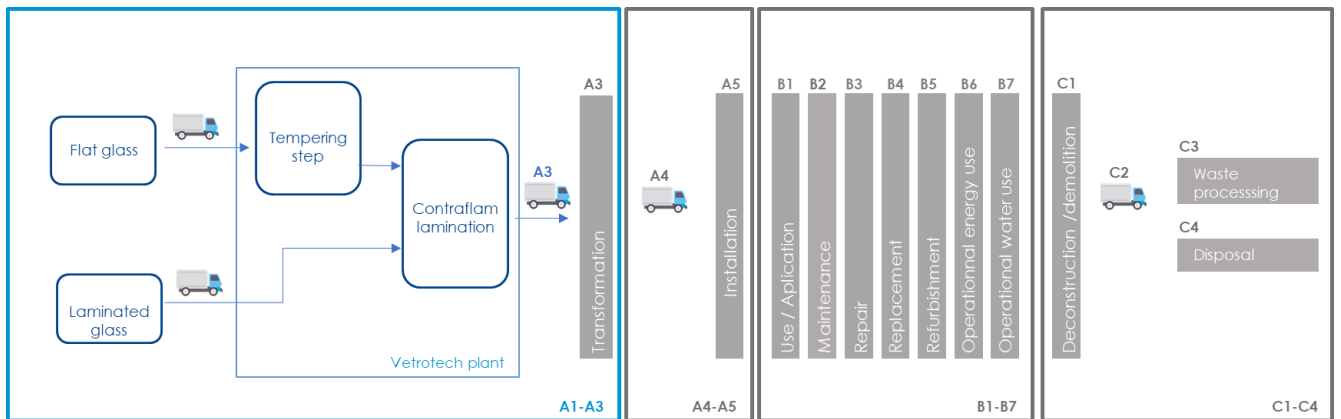 Flat glass
Laminated
glass
Tempering
step
Contraflam
lamination
Vetrotech plant
A3
A3
Transformation
A1-A3
A4
A5
Installation
A4-A5
B1
Use / Aplication
B2
Maintenance
B3
Repair
B4
Replacement
B5
Refurbishment
B6
Operationnal energy use
B7
Operational water use
B1-B7
C1
Deconstruction /demolition
C2
C3
Waste
processsing
C4
Disposal
C1-C4